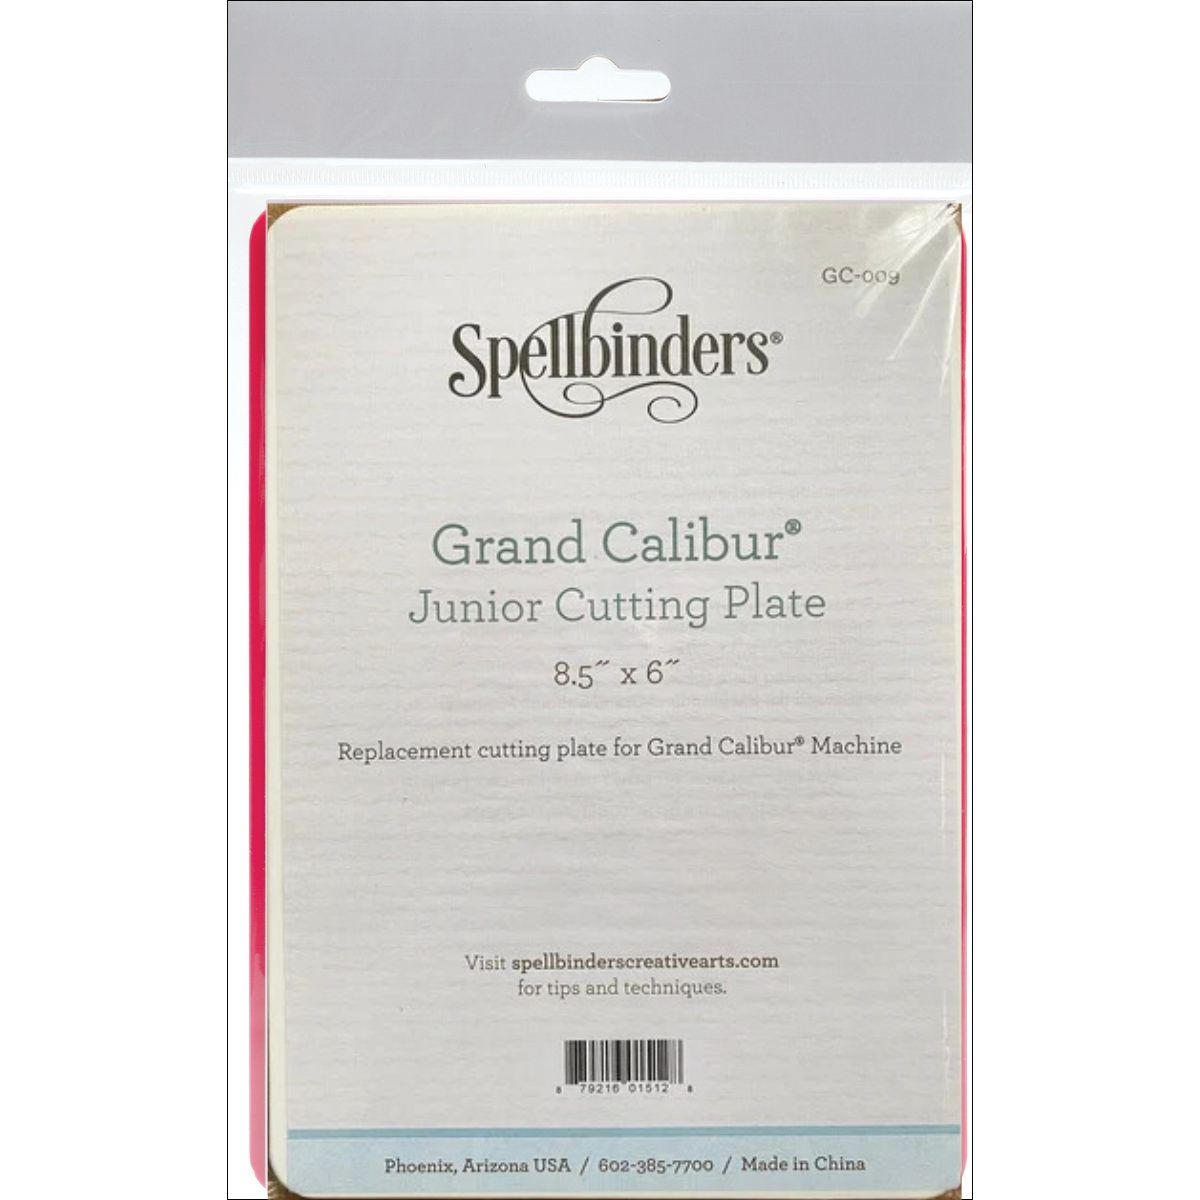 GC-009
Spellbinders®
Grand Calibur®
Junior Cutting Plate
8.5″ x 6″
Replacement cutting plate for Grand Calibur® Machine
Visit spellbinderscreativearts.com
for tips and techniques.
8 79216 01512 8
Phoenix, Arizona USA / 602-385-7700 / Made in China